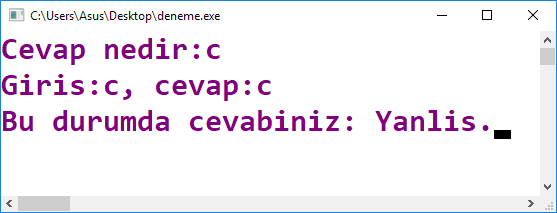 C:\Users\Asus\Desktop\deneme.exe
Cevap nedir:c
Giris:c, cevap:c
Bu durumda cevabiniz: Yanlis.